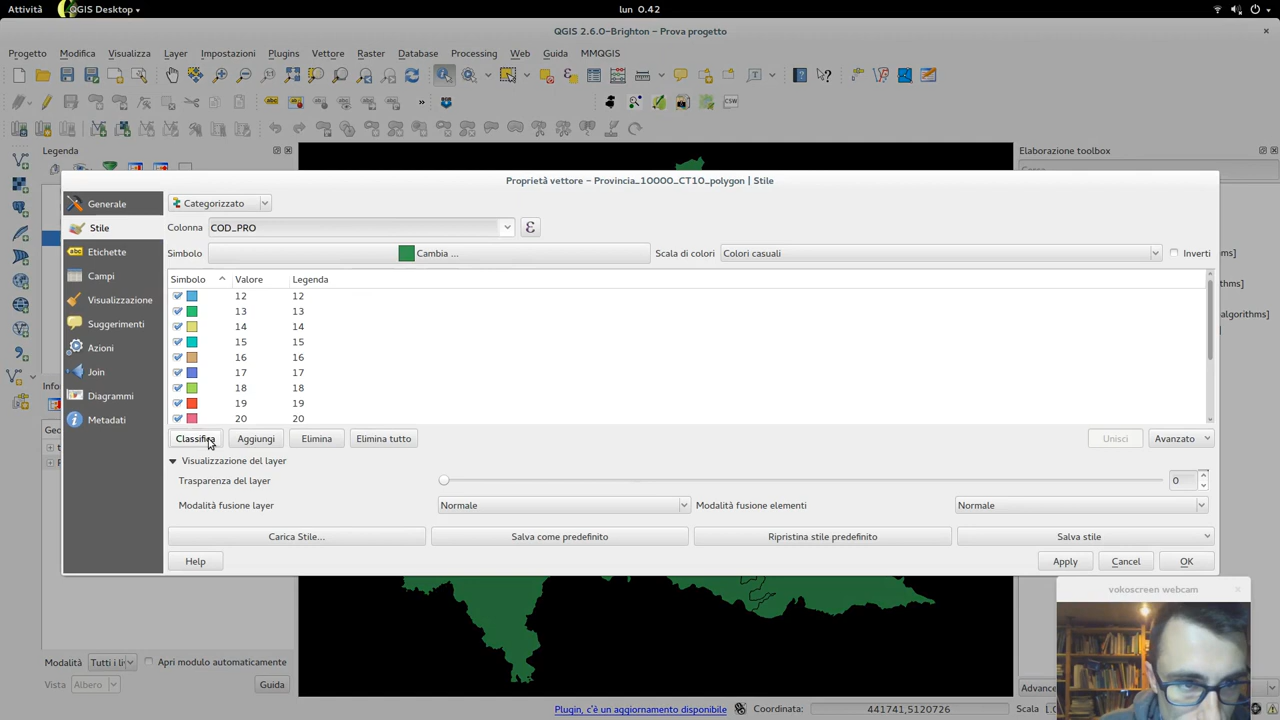 Attività QGIS Desktop lun 0.42
QGIS 2.6.0-Brighton – Prova progetto
Progetto Modifica Visualizza Layer Impostazioni Plugins Vettore Raster Database Processing Web Guida MMQGIS
CSW
Legenda
Elaborazione toolbox
Proprietà vettore – Provincia_10000_CT10_polygon | Stile
Generale
Stile
Etichette
Campi
Visualizzazione
Suggerimenti
Azioni
Join
Diagrammi
Metadati
Categorizzato
Colonna COD_PRO
Simbolo Cambia ... Scala di colori Colori casuali Inverti
Simbolo Valore Legenda
12 12
13 13
14 14
15 15
16 16
17 17
18 18
19 19
20 20
Classifica Aggiungi Elimina Elimina tutto Unisci Avanzato
Visualizzazione del layer
Trasparenza del layer 0
Modalità fusione layer Normale Modalità fusione elementi Normale
Carica Stile... Salva come predefinito Ripristina stile predefinito Salva stile
Help Apply Cancel OK
vokoscreen webcam
Modalità Tutti i li Apri modulo automaticamente
Vista Albero Guida
Plugin, c'è un aggiornamento disponibile Coordinata: 441741,5120726